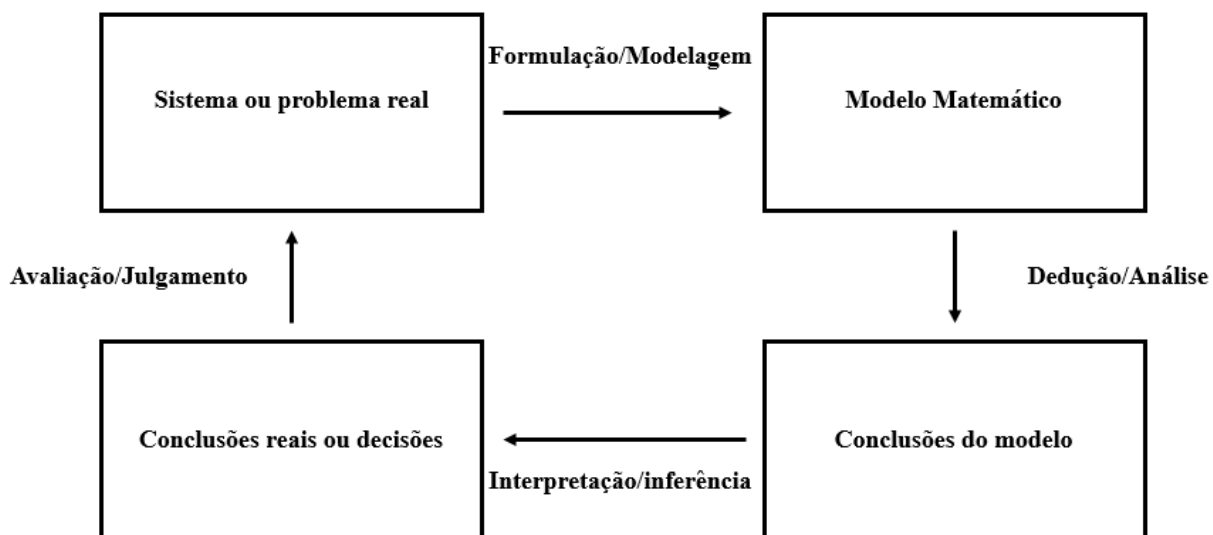 Formulação/Modelagem
Sistema ou problema real
Modelo Matemático
Avaliação/Julgamento
Dedução/Análise
Conclusões reais ou decisões
Conclusões do modelo
Interpretação/inferência